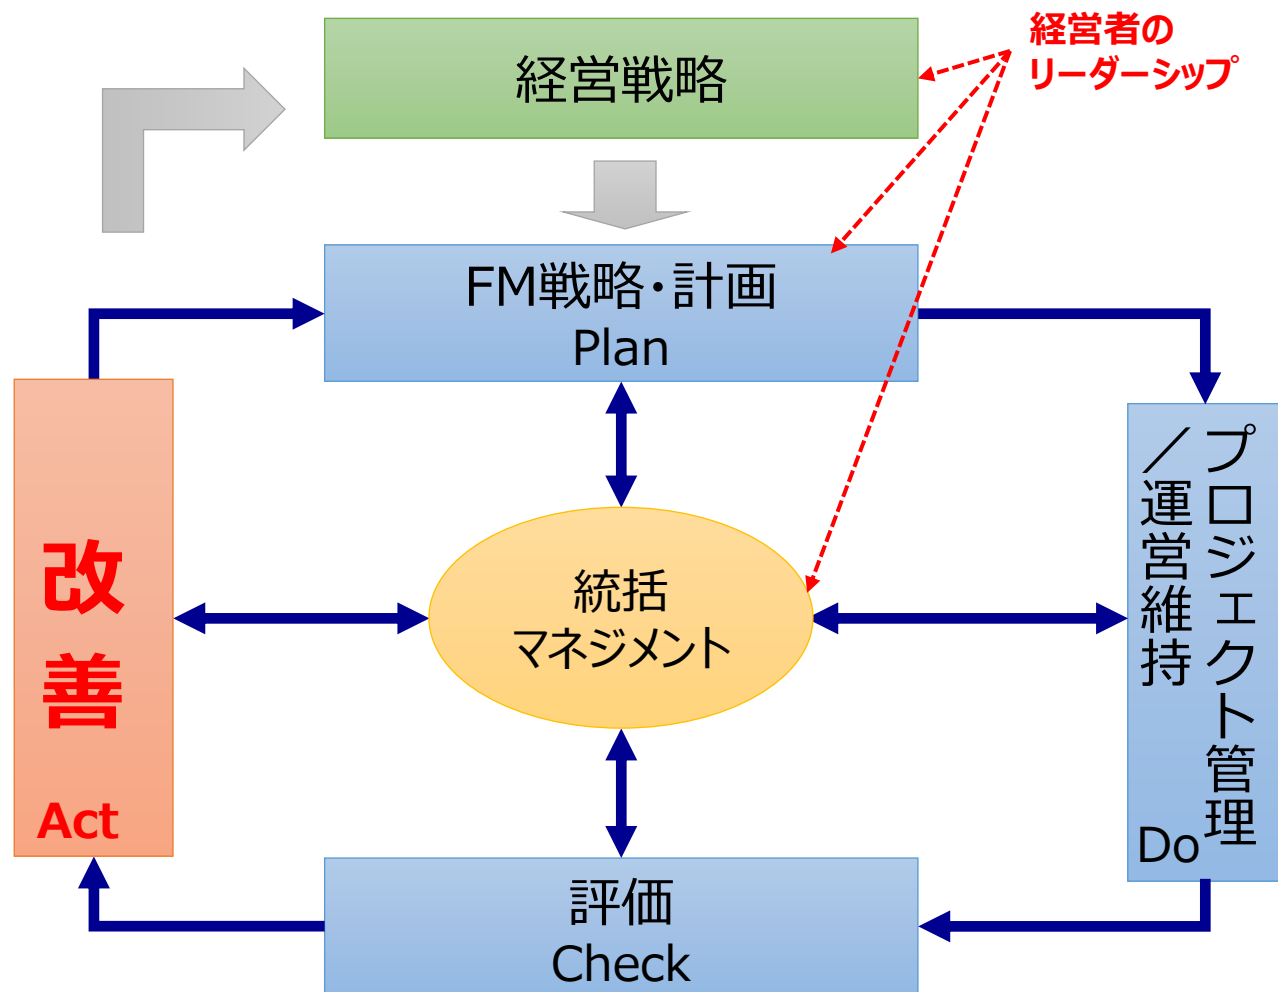 経営者の
リーダーシップ
経営戦略
FM戦略・計画
Plan
プロジェクト管理
／運営維持
Do
統括
マネジメント
改善
Act
評価
Check